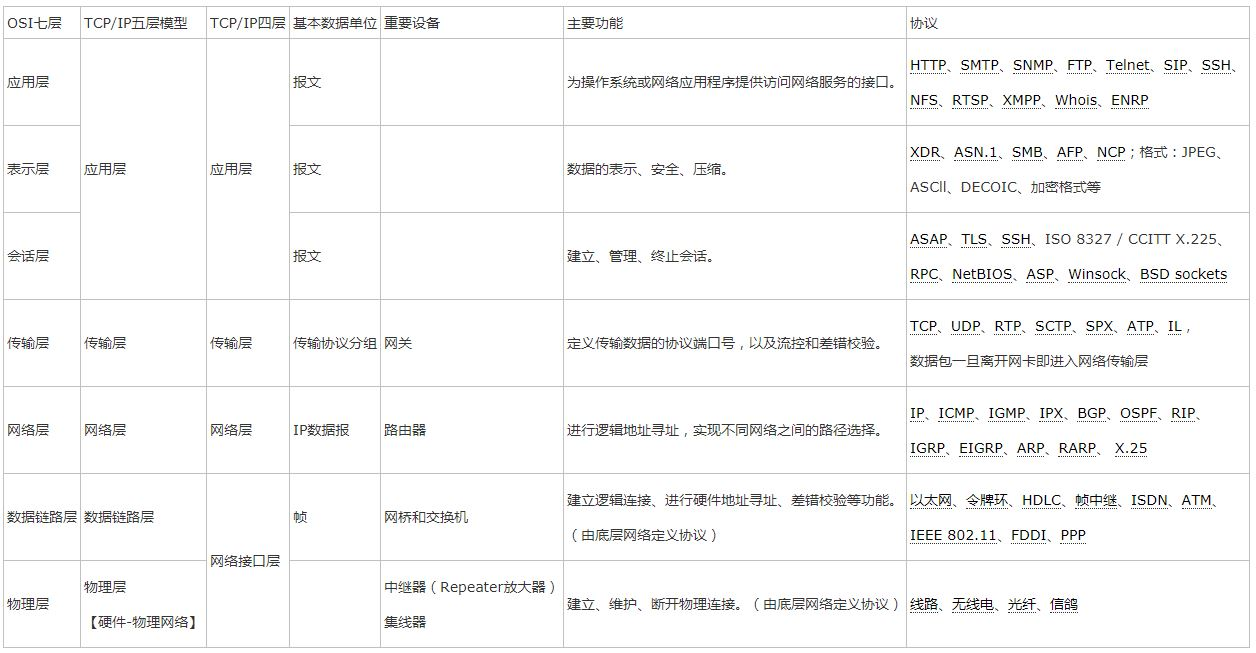 OSI七层 TCP/IP五层模型 TCP/IP四层 基本数据单位 重要设备 主要功能 协议
应用层 报文 为操作系统或网络应用程序提供访问网络服务的接口。 HTTP、SMTP、SNMP、FTP、Telnet、SIP、SSH、
NFS、RTSP、XMPP、Whois、ENRP
表示层 应用层 应用层 报文 数据的表示、安全、压缩。 XDR、ASN.1、SMB、AFP、NCP；格式：JPEG、
ASCll、DECOIC、加密格式等
会话层 报文 建立、管理、终止会话。 ASAP、TLS、SSH、ISO 8327 / CCITT X.225、
RPC、NetBIOS、ASP、Winsock、BSD sockets
传输层 传输层 传输层 传输协议分组 网关 定义传输数据的协议端口号，以及流控和差错校验。 TCP、UDP、RTP、SCTP、SPX、ATP、IL，
数据包一且离开网卡即进入网络传输层
网络层 网络层 网络层 IP数据报 路由器 进行逻辑地址寻址，实现不同网络之间的路径选择。 IP、ICMP、IGMP、IPX、BGP、OSPF、RIP、
IGRP、EIGRP、ARP、RARP、 X.25
数据链路层 数据链路层 帧 网桥和交换机 建立逻辑连接、进行硬件地址寻址、差错校验等功能。 以太网、令牌环、HDLC、帧中继、ISDN、ATM、
（由底层网络定义协议） IEEE 802.11、FDDI、PPP
网络接口层
物理层 物理层 中继器（Repeater放大器） 建立、维护、断开物理连接。（由底层网络定义协议） 线路、无线电、光纤、信鸽
【硬件-物理网络】 集线器